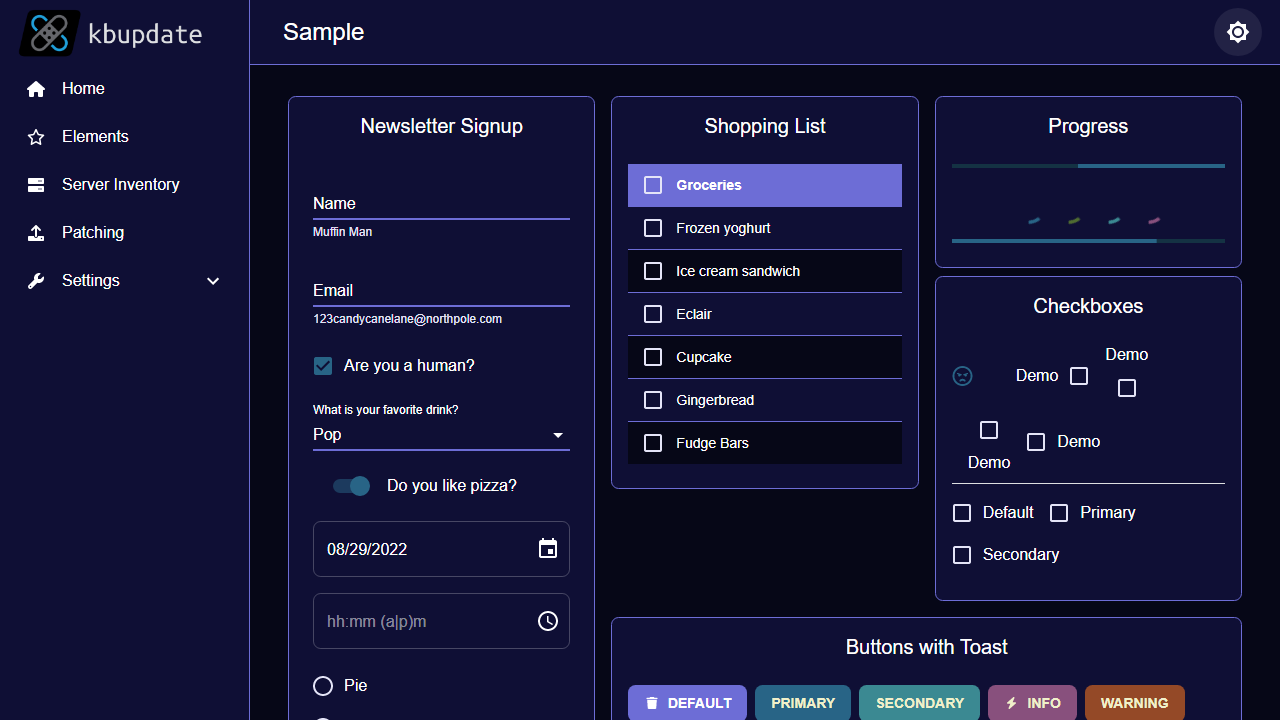 kbupdate
Home
Elements
Server Inventory
Patching
Settings
Sample
Newsletter Signup
Name
Muffin Man
Email
123candycanelane@northpole.com
Are you a human?
What is your favorite drink?
Pop
Do you like pizza?
08/29/2022
hh:mm (a|p)m
Pie
Shopping List
Groceries
Frozen yoghurt
Ice cream sandwich
Eclair
Cupcake
Gingerbread
Fudge Bars
Progress
Checkboxes
Demo
Demo
Demo
Demo
Default Primary
Secondary
Buttons with Toast
DEFAULT PRIMARY SECONDARY INFO WARNING